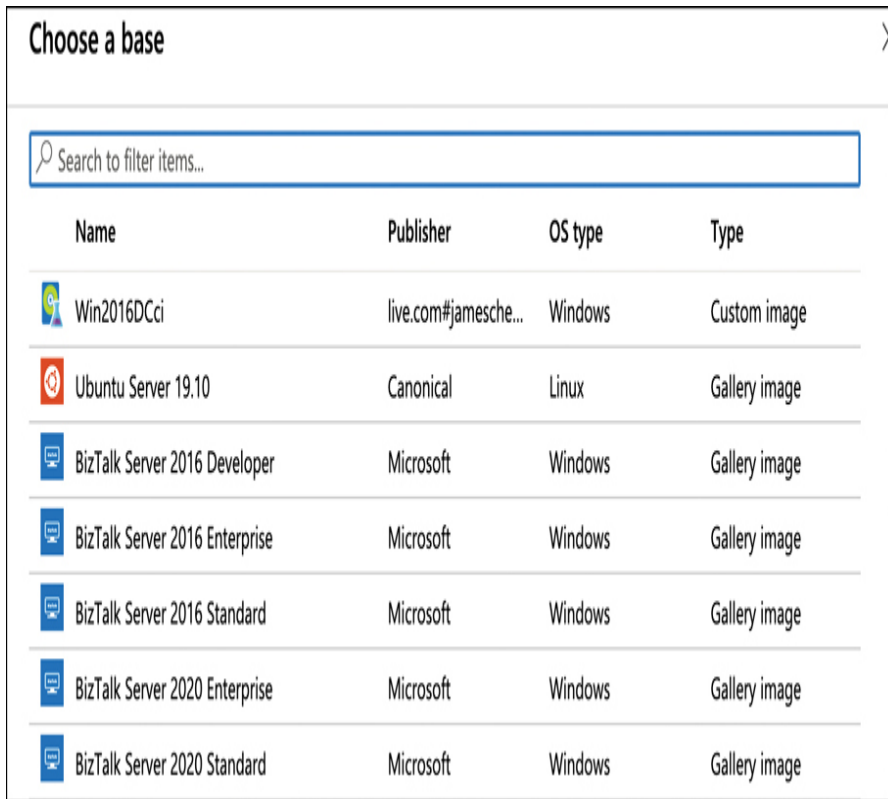 Choose a base
Search to filter items...
Name Publisher OS type Type
Win2016DCci live.com#jamesche... Windows Custom image
Ubuntu Server 19.10 Canonical Linux Gallery image
BizTalk Server 2016 Developer Microsoft Windows Gallery image
BizTalk Server 2016 Enterprise Microsoft Windows Gallery image
BizTalk Server 2016 Standard Microsoft Windows Gallery image
BizTalk Server 2020 Enterprise Microsoft Windows Gallery image
BizTalk Server 2020 Standard Microsoft Windows Gallery image